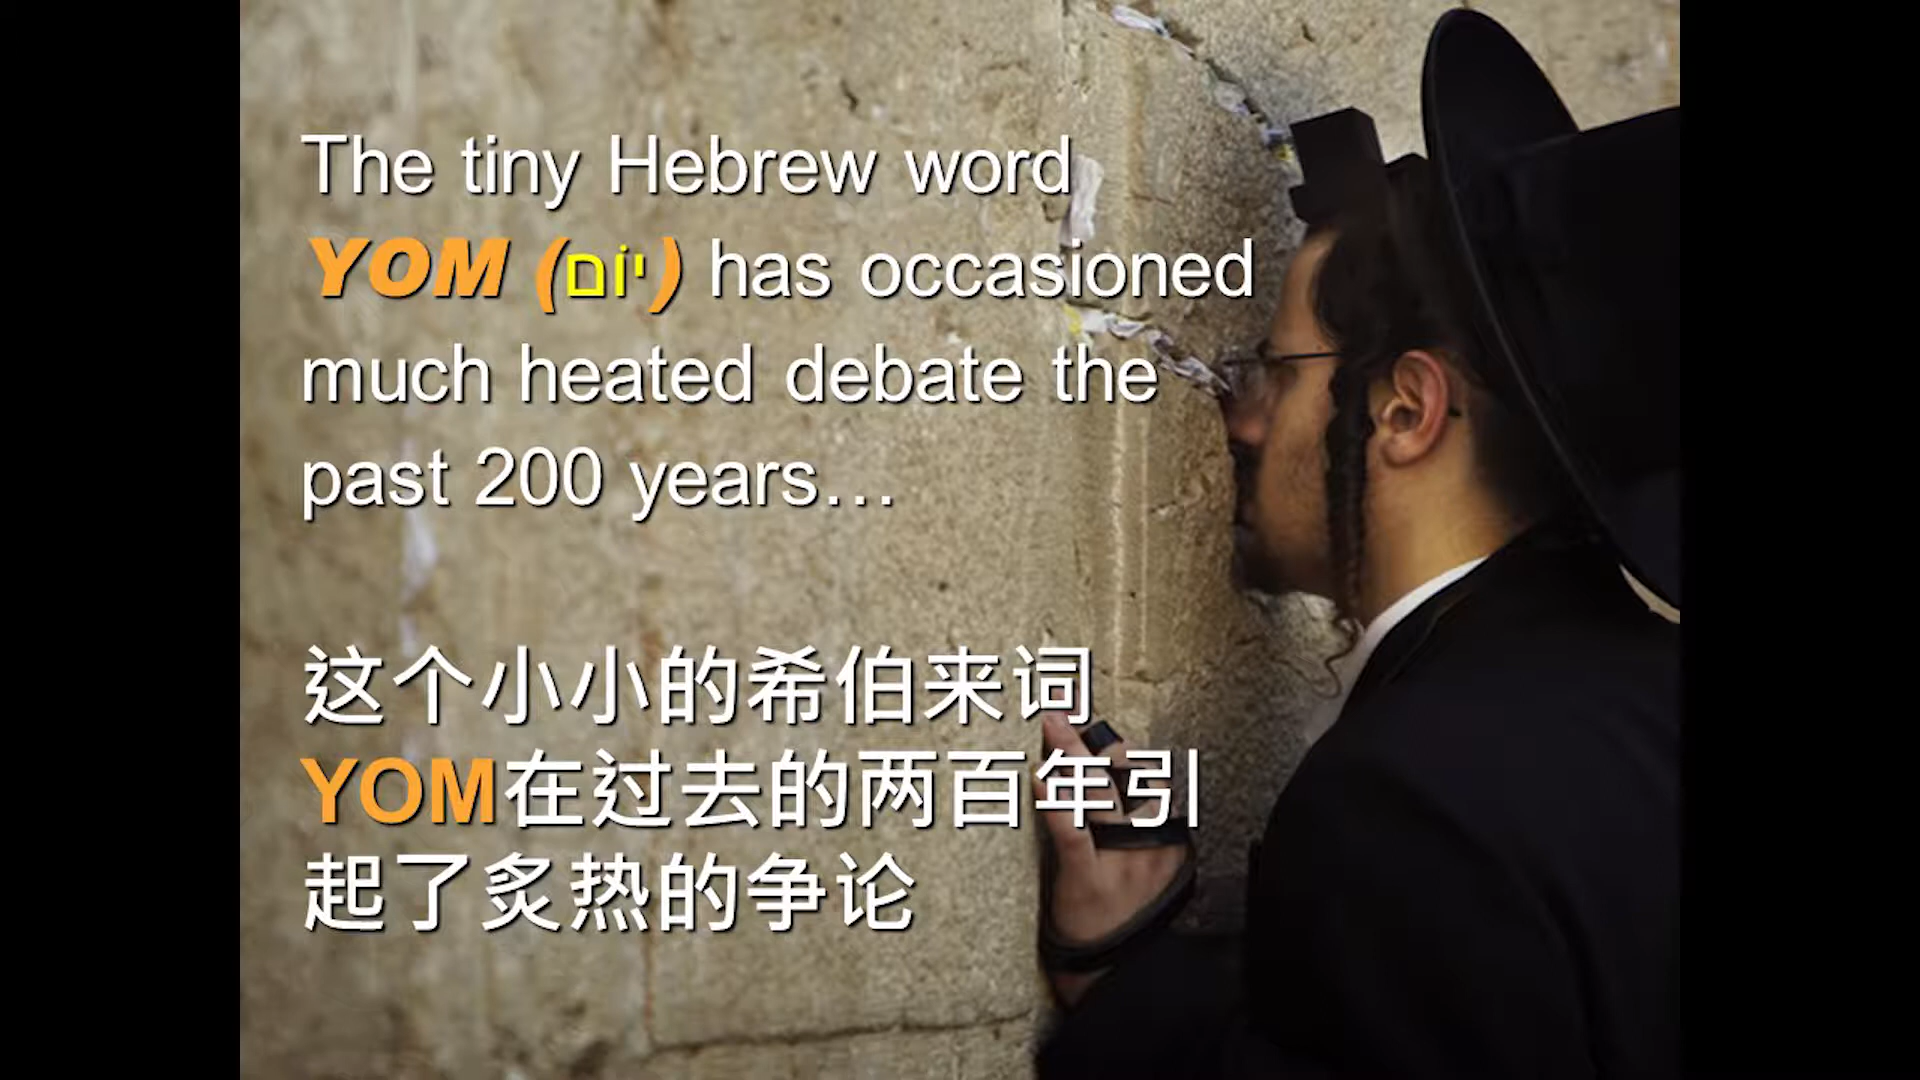 The tiny Hebrew word
YOM (יוֹם) has occasioned
much heated debate the
past 200 years…
这个小小的希伯来词
YOM在过去的两百年引
起了炙热的争论